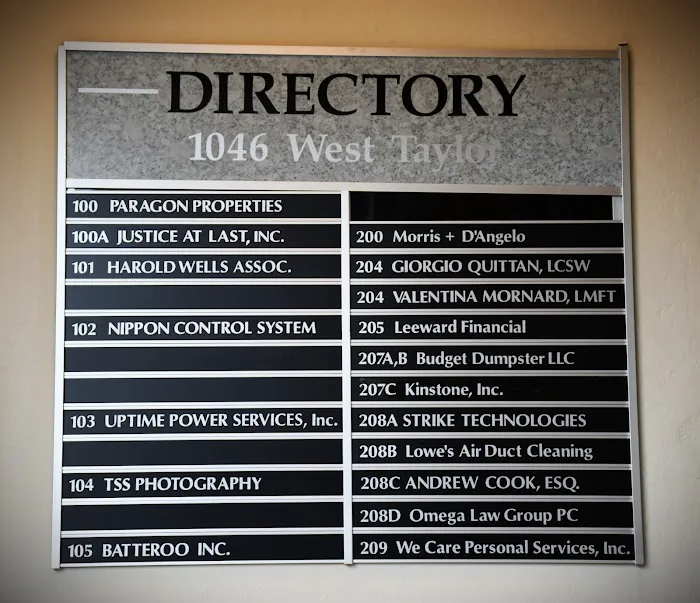 DIRECTORY
1046 West Taylor
100 PARAGON PROPERTIES
100A JUSTICE AT LAST, INC.
101 HAROLD WELLS ASSOC.
102 NIPPON CONTROL SYSTEM
103 UPTIME POWER SERVICES, Inc.
104 TSS PHOTOGRAPHY
105 BATTEROO INC.
200 Morris + D'Angelo
204 GIORGIO QUITTAN, LCSW
204 VALENTINA MORNARD, LMFT
205 Leeward Financial
207A,B Budget Dumpster LLC
207C Kinstone, Inc.
208A STRIKE TECHNOLOGIES
208B Lowe's Air Duct Cleaning
208C ANDREW COOK, ESQ.
208D Omega Law Group PC
209 We Care Personal Services, Inc.